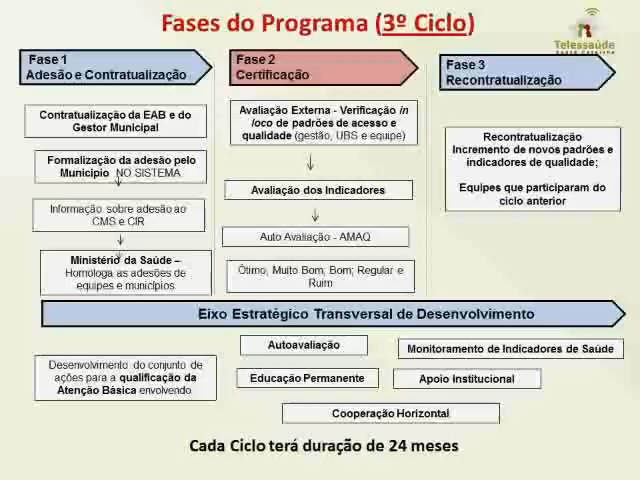 Fases do Programa (3º Ciclo)
Telessaúde
Fase 1
Adesão e Contratualização
Contratualização da EAB e do
Gestor Municipal
Formalização da adesão pelo
Município NO SISTEMA
Informação sobre adesão ao
CMS e CIR
Ministério da Saúde –
Homóloga as adesões de
equipes e municípios
Fase 2
Certificação
Avaliação Externa - Verificação in
loco de padrões de acesso e
qualidade (gestão, UBS e equipe)
Avaliação dos Indicadores
Auto Avaliação - AMAQ
Ótimo; Muito Bom; Bom; Regular e
Ruim
Fase 3
Recontratualização
Recontratualização
Incremento de novos padrões e
indicadores de qualidade;
Equipes que participaram do
ciclo anterior
Eixo Estratégico Transversal de Desenvolvimento
Desenvolvimento do conjunto de
ações para a qualificação da
Atenção Básica envolvendo
Autoavaliação
Monitoramento de Indicadores de Saúde
Educação Permanente
Apoio Institucional
Cooperação Horizontal
Cada Ciclo terá duração de 24 meses